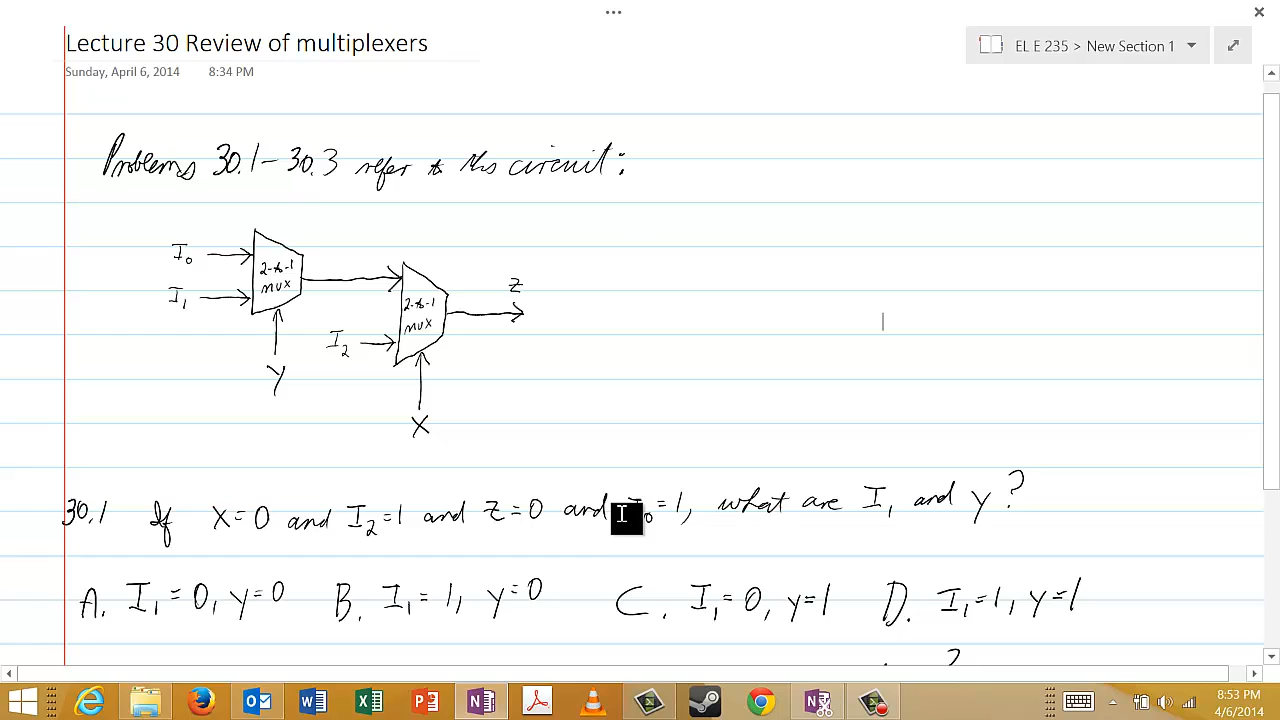 Lecture 30 Review of multiplexers
EL E 235 > New Section 1
Sunday, April 6, 2014 8:34 PM
Problems 30.1-30.3 refer to this circuit:
I0
2-to-1
MUX
I1
Z
2-to-1
MUX
I2
Y
X
30.1 If X=0 and I2=1 and Z=0 and I0=1, what are I1 and Y?
A. I1=0, Y=0 B. I1=1, Y=0 C. I1=0, Y=1 D. I1=1, Y=1
8:53 PM
4/6/2014